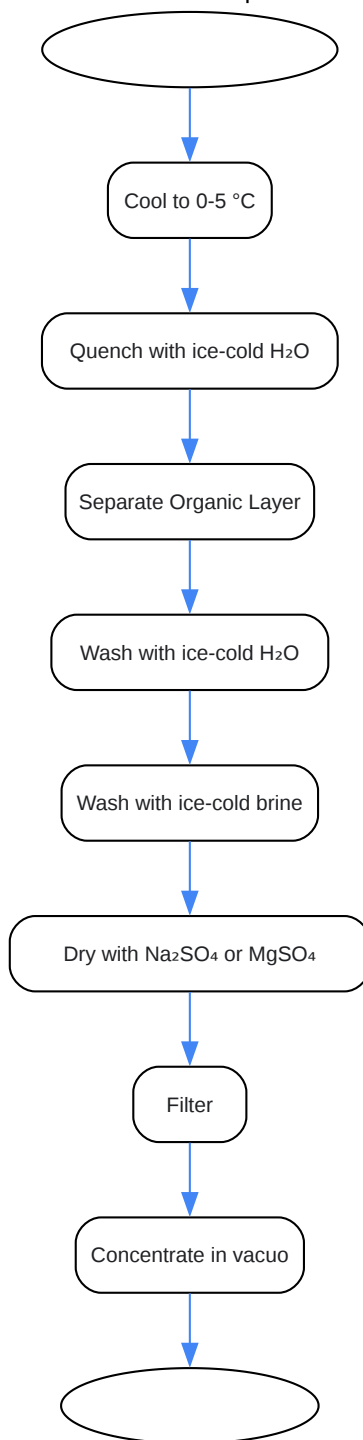 Cool to 0-5 °C
Quench with ice-cold H₂O
Separate Organic Layer
Wash with ice-cold H₂O
Wash with ice-cold brine
Dry with Na₂SO₄ or MgSO₄
Filter
Concentrate in vacuo